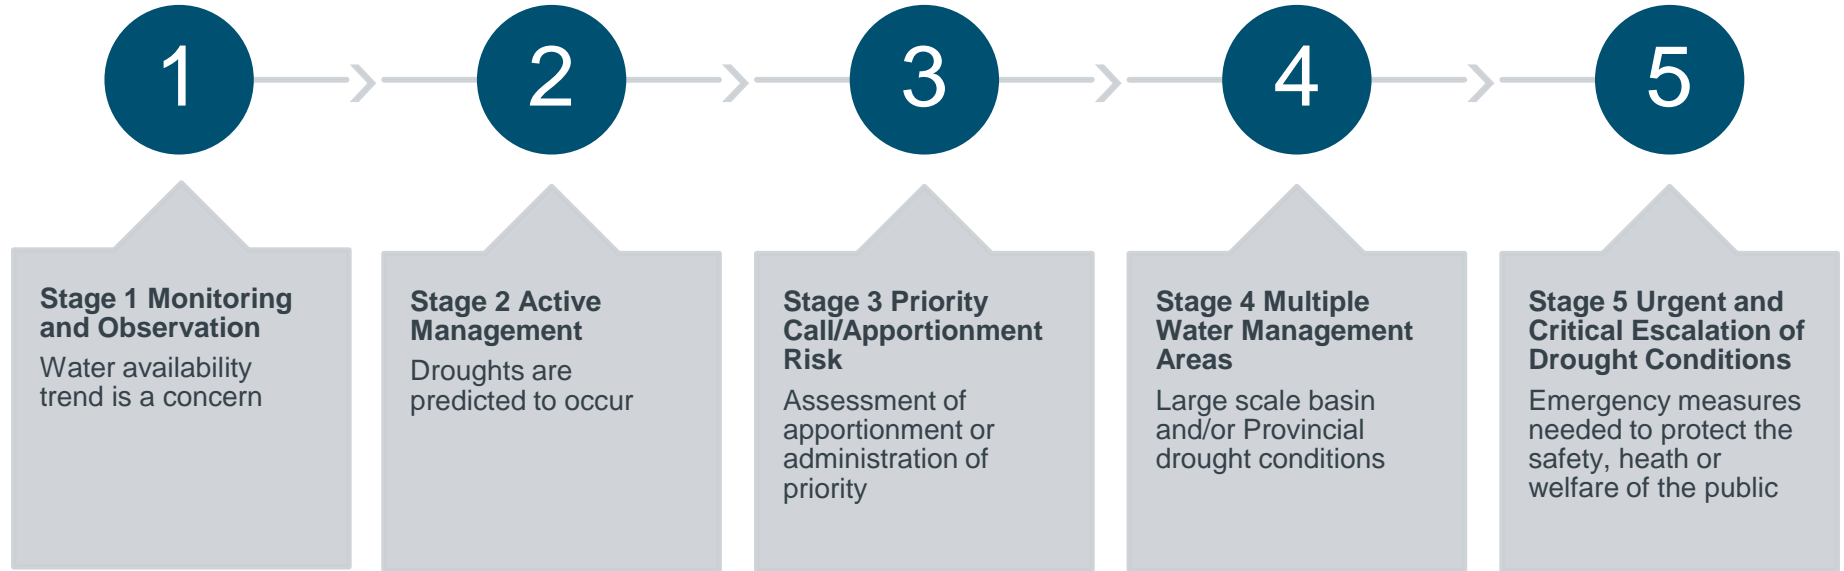 1
2
3
4
5
Stage 1 Monitoring
and Observation
Water availability
trend is a concern
Stage 2 Active
Management
Droughts are
predicted to occur
Stage 3 Priority
Call/Apportionment
Risk
Assessment of
apportionment or
administration of
priority
Stage 4 Multiple
Water Management
Areas
Large scale basin
and/or Provincial
drought conditions
Stage 5 Urgent and
Critical Escalation of
Drought Conditions
Emergency measures
needed to protect the
safety, heath or
welfare of the public